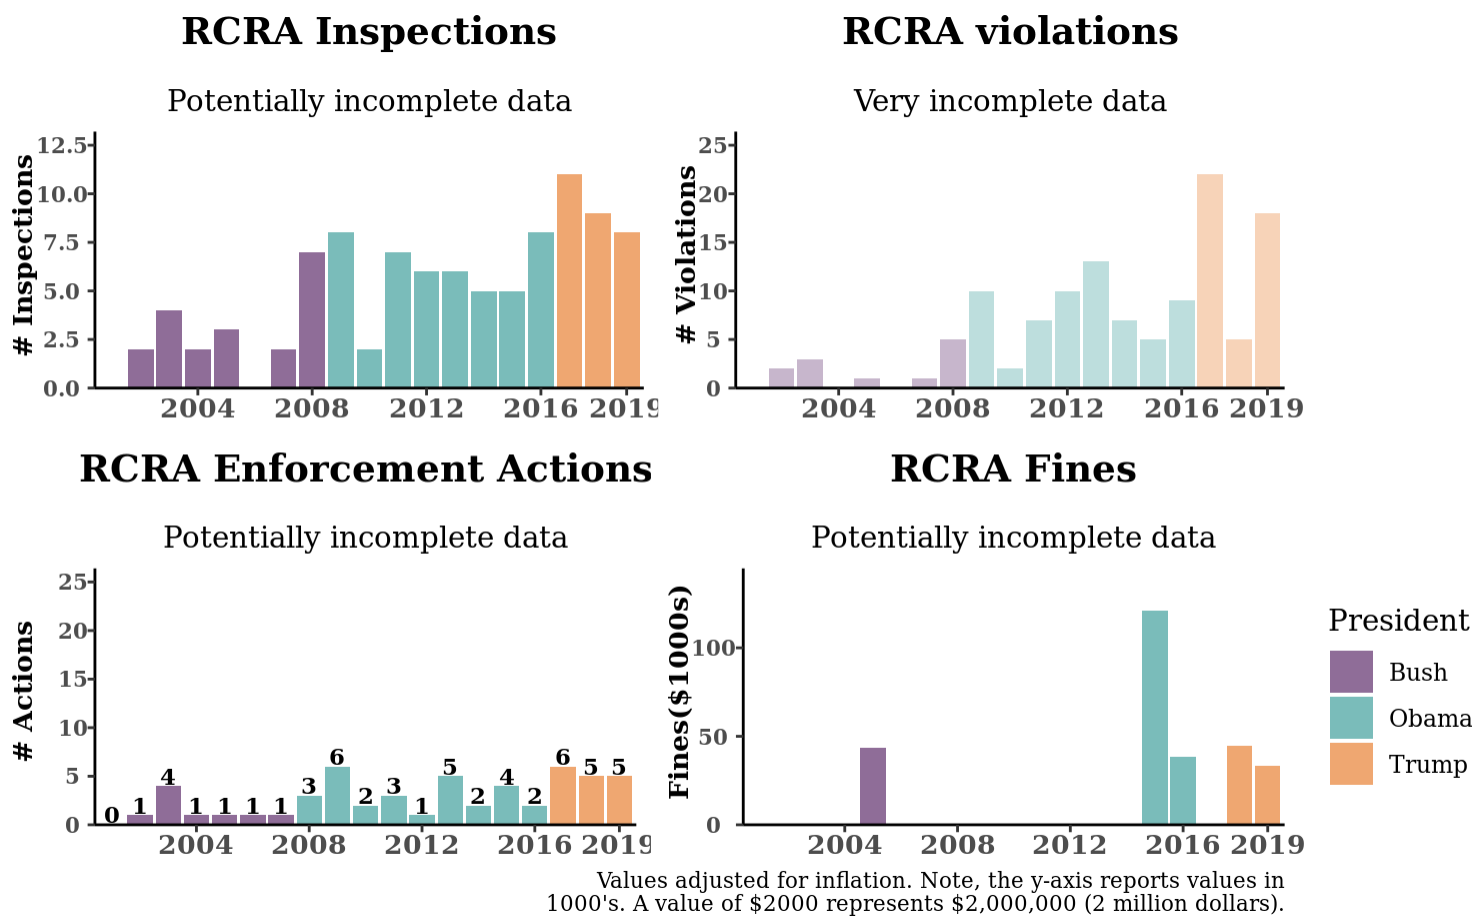 RCRA Inspections
Potentially incomplete data
# Inspections
12.5
10.0
7.5
5.0
2.5
0.0
2004 2008 2012 2016 2019
RCRA violations
Very incomplete data
# Violations
25
20
15
10
5
0
2004 2008 2012 2016 2019
RCRA Enforcement Actions
Potentially incomplete data
# Actions
25
20
15
10
5
0
0 1 4 1 1 1 1 3 6 2 3 1 5 2 4 2 6 5 5
2004 2008 2012 2016 2019
RCRA Fines
Potentially incomplete data
Fines($1000s)
100
50
0
2004 2008 2012 2016 2019
President
Bush
Obama
Trump
Values adjusted for inflation. Note, the y-axis reports values in
1000's. A value of $2000 represents $2,000,000 (2 million dollars).